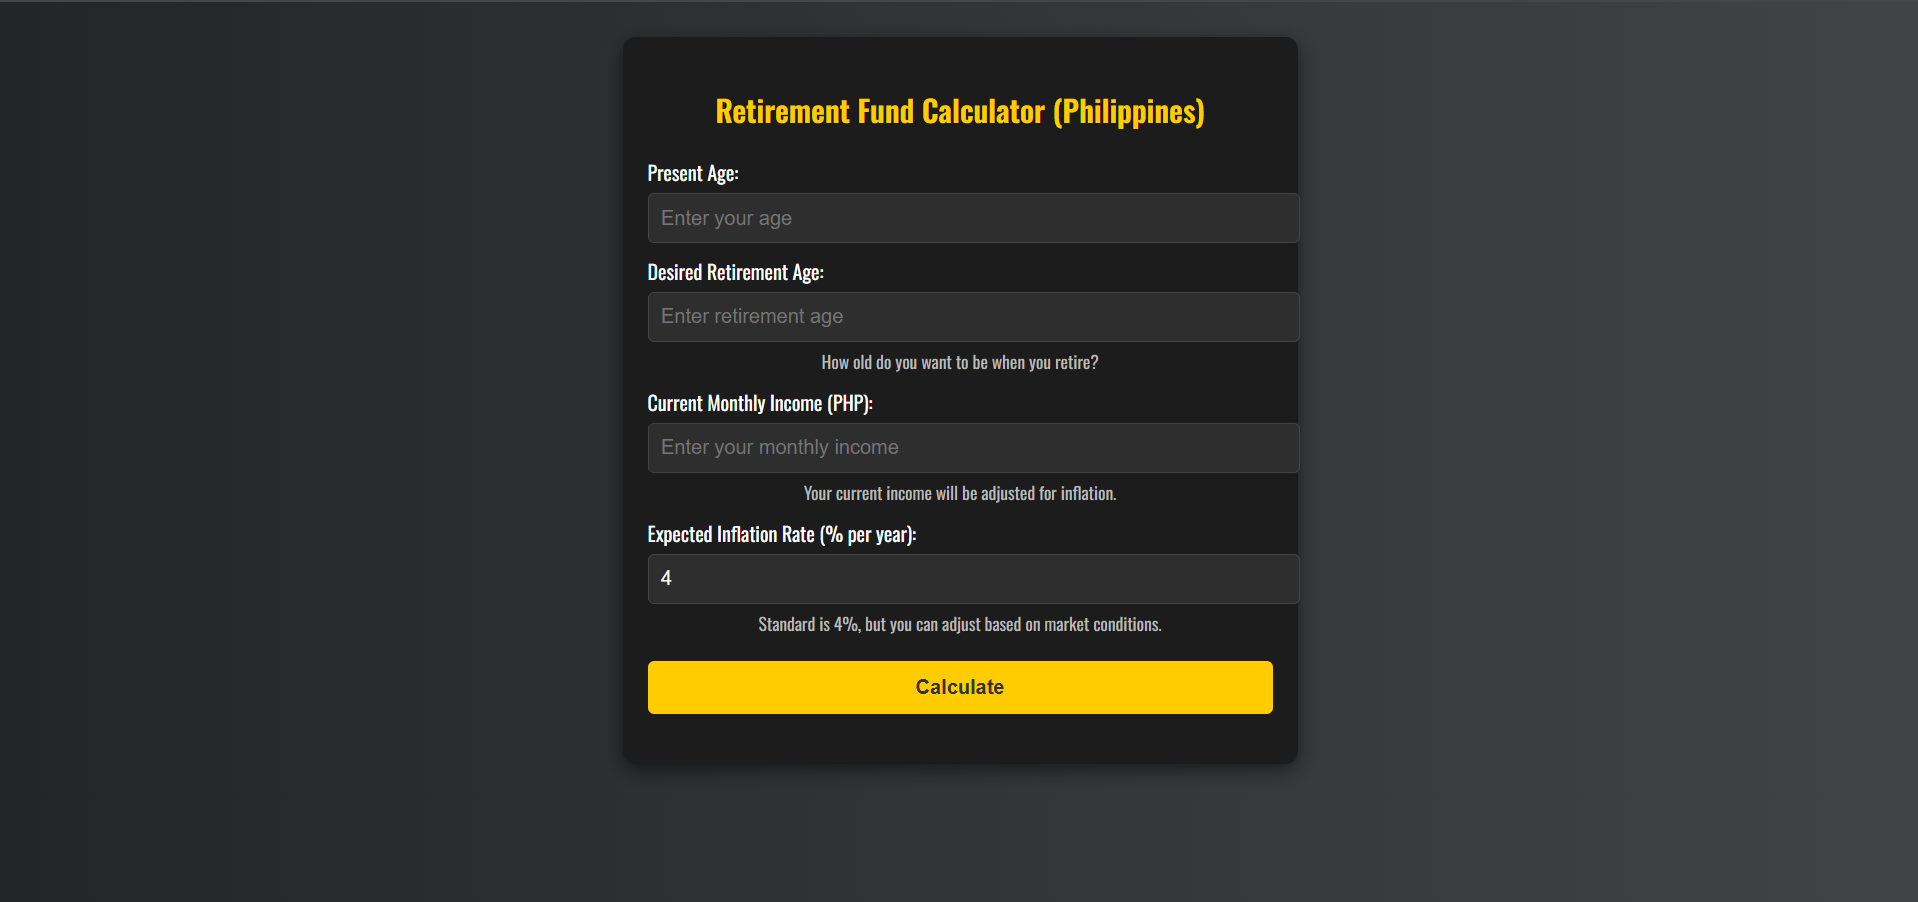 Retirement Fund Calculator (Philippines)
Present Age:
Enter your age
Desired Retirement Age:
Enter retirement age
How old do you want to be when you retire?
Current Monthly Income (PHP):
Enter your monthly income
Your current income will be adjusted for inflation.
Expected Inflation Rate (% per year):
4
Standard is 4%, but you can adjust based on market conditions.
Calculate